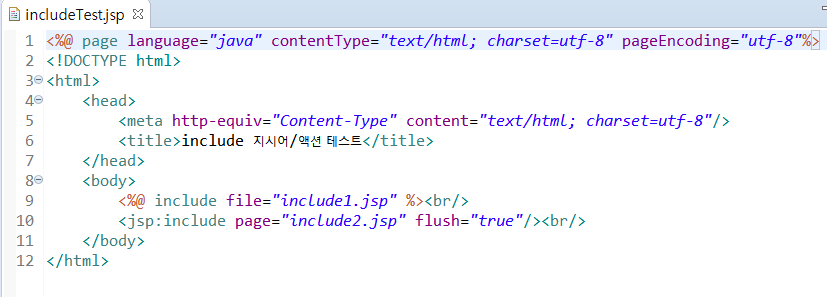 includeTest.jsp
1 <%@ page language="java" contentType="text/html; charset=utf-8" pageEncoding="utf-8"%>
2 <!DOCTYPE html>
3 <html>
4 <head>
5 <meta http-equiv="Content-Type" content="text/html; charset=utf-8"/>
6 <title>include 지시어/액션 테스트</title>
7 </head>
8 <body>
9 <%@ include file="include1.jsp" %><br/>
10 <jsp:include page="include2.jsp" flush="true"/><br/>
11 </body>
12 </html>